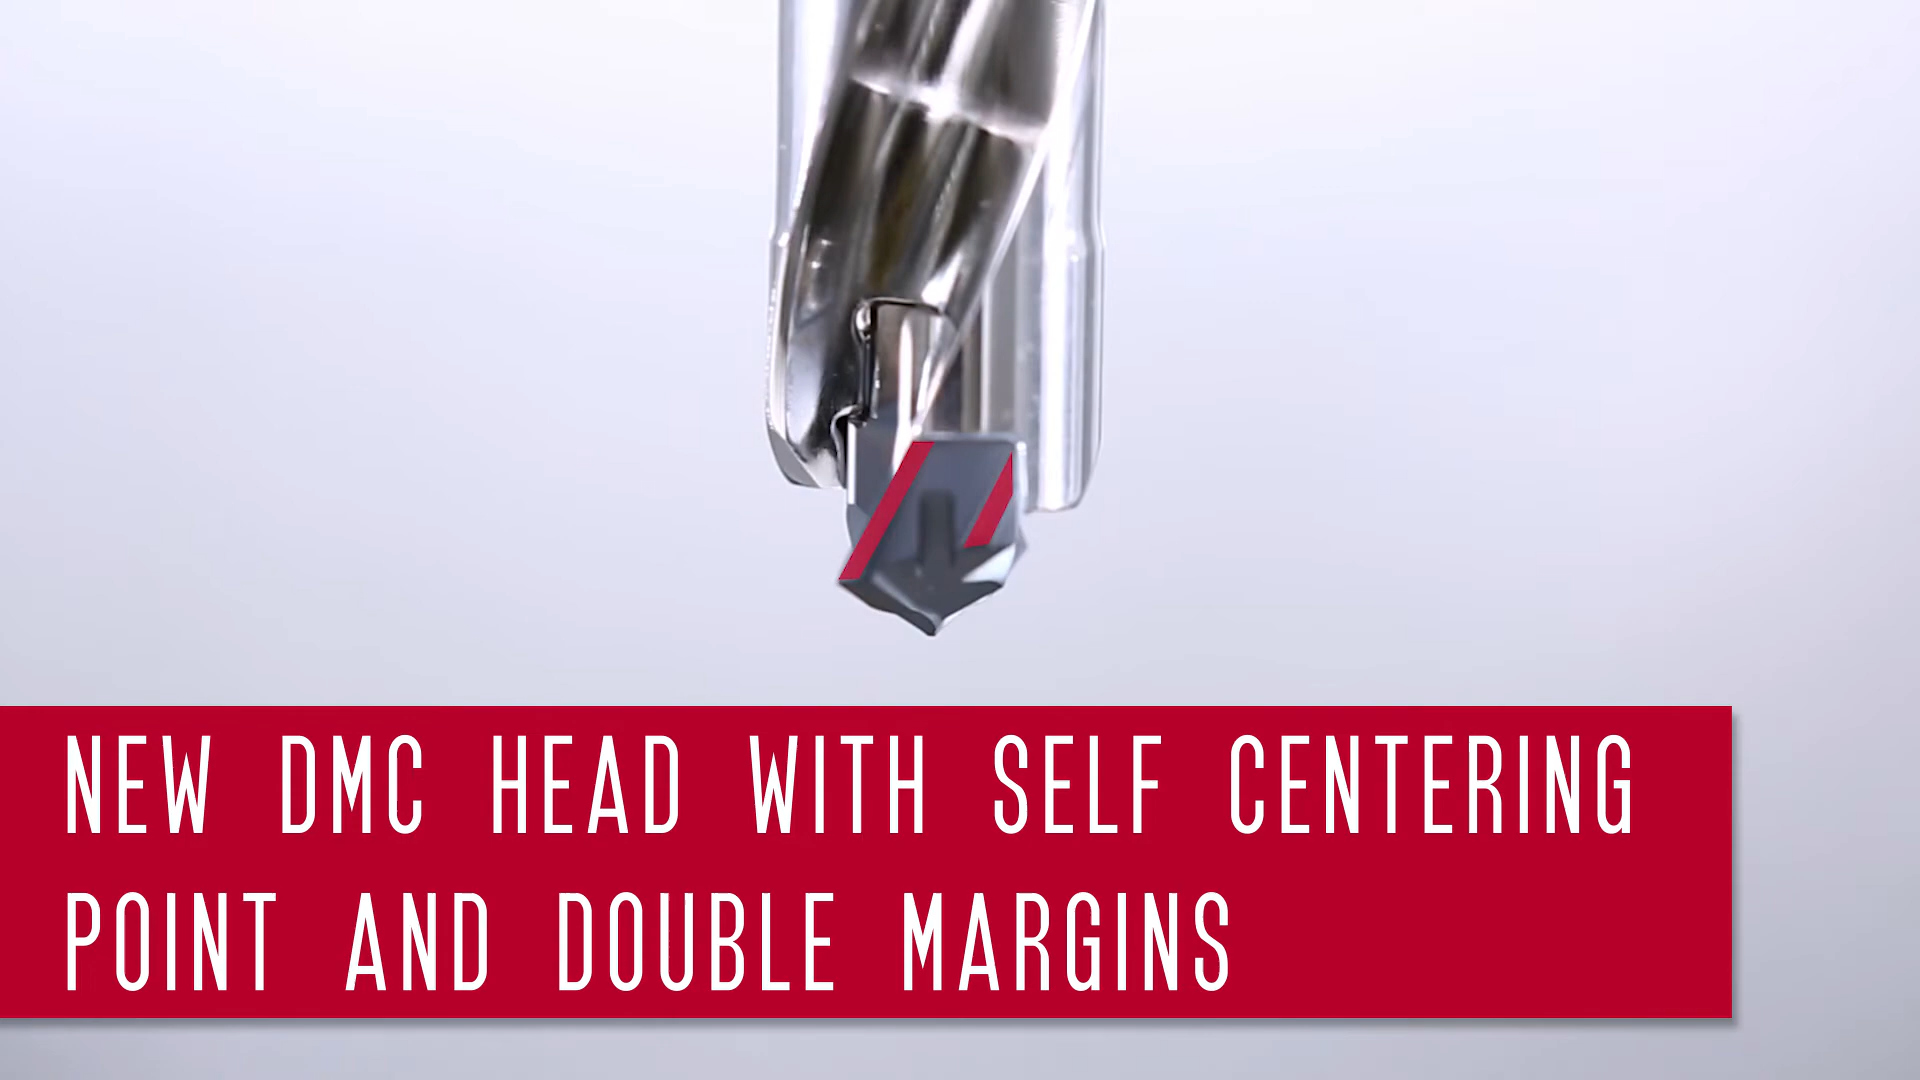 NEW DMC HEAD WITH SELF CENTERING
POINT AND DOUBLE MARGINS